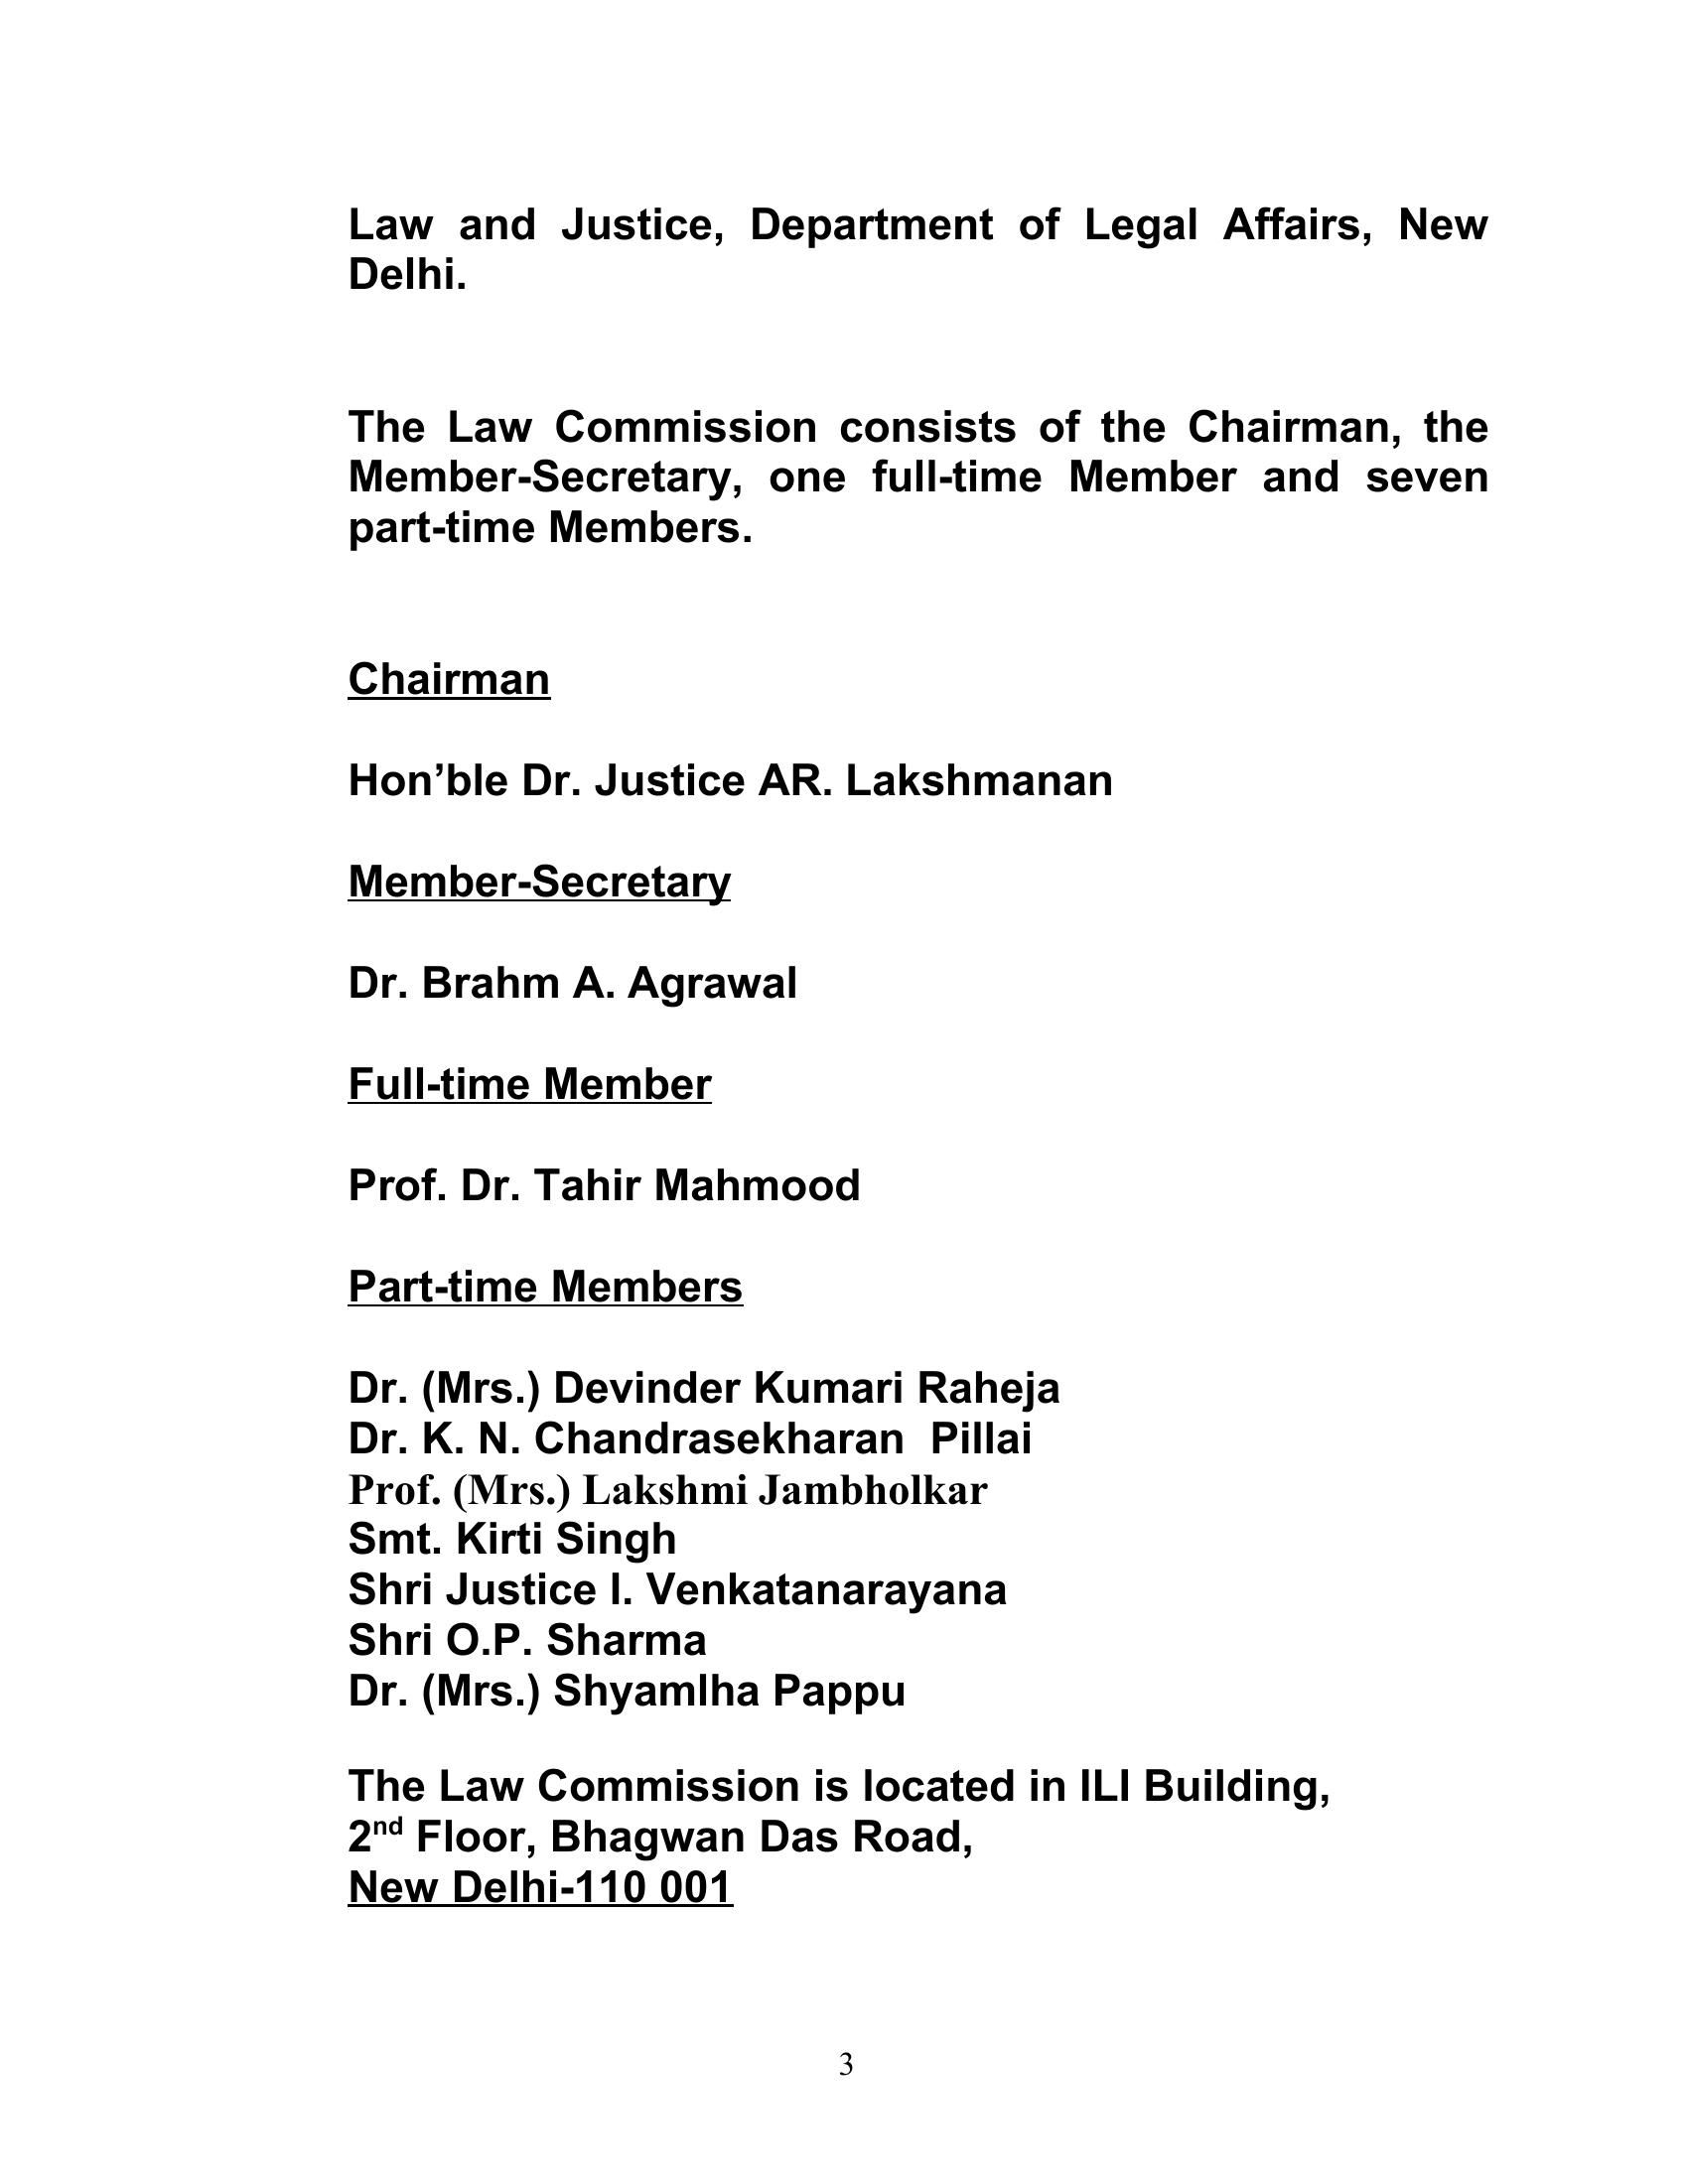 Law and Justice, Department of Legal Affairs, New
Delhi.
The Law Commission consists of the Chairman, the
Member-Secretary, one full-time Member and seven
part-time Members.
Chairman
Hon’ble Dr. Justice AR. Lakshmanan
Member-Secretary
Dr. Brahm A. Agrawal
Full-time Member
Prof. Dr. Tahir Mahmood
Part-time Members
Dr. (Mrs.) Devinder Kumari Raheja
Dr. K. N. Chandrasekharan  Pillai
Prof. (Mrs.) Lakshmi Jambholkar
Smt. Kirti Singh
Shri Justice I. Venkatanarayana
Shri O.P. Sharma
Dr. (Mrs.) Shyamlha Pappu
The Law Commission is located in ILI Building,
2nd Floor, Bhagwan Das Road,
New Delhi-110 001
3